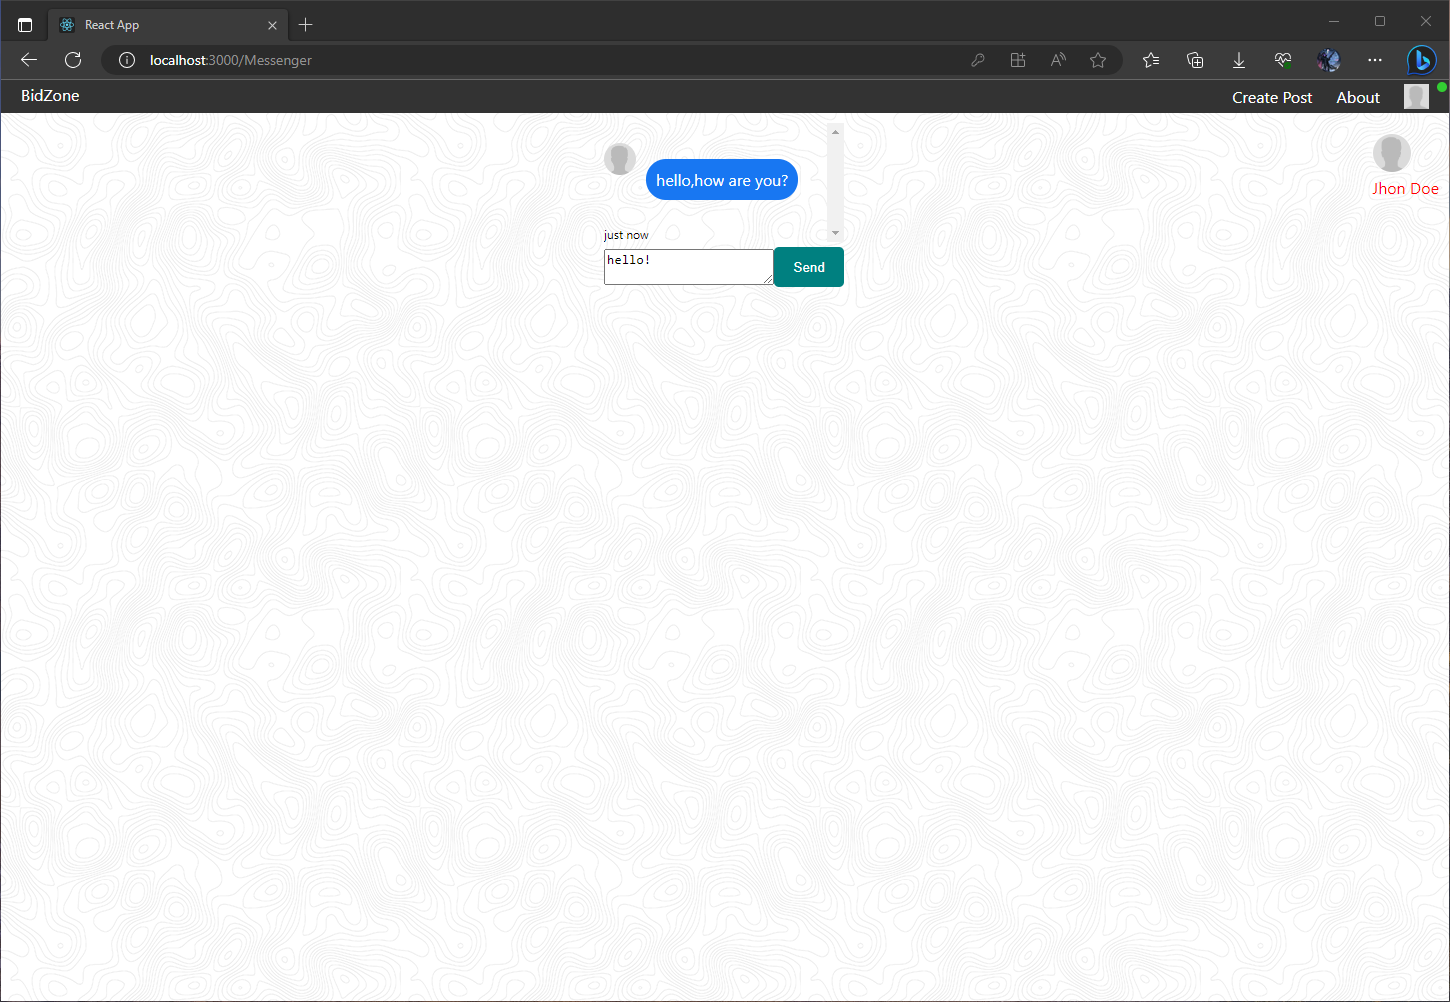 React App
localhost:3000/Messenger
BidZone
Create Post
About
hello,how are you?
Jhon Doe
just now
hello!
Send